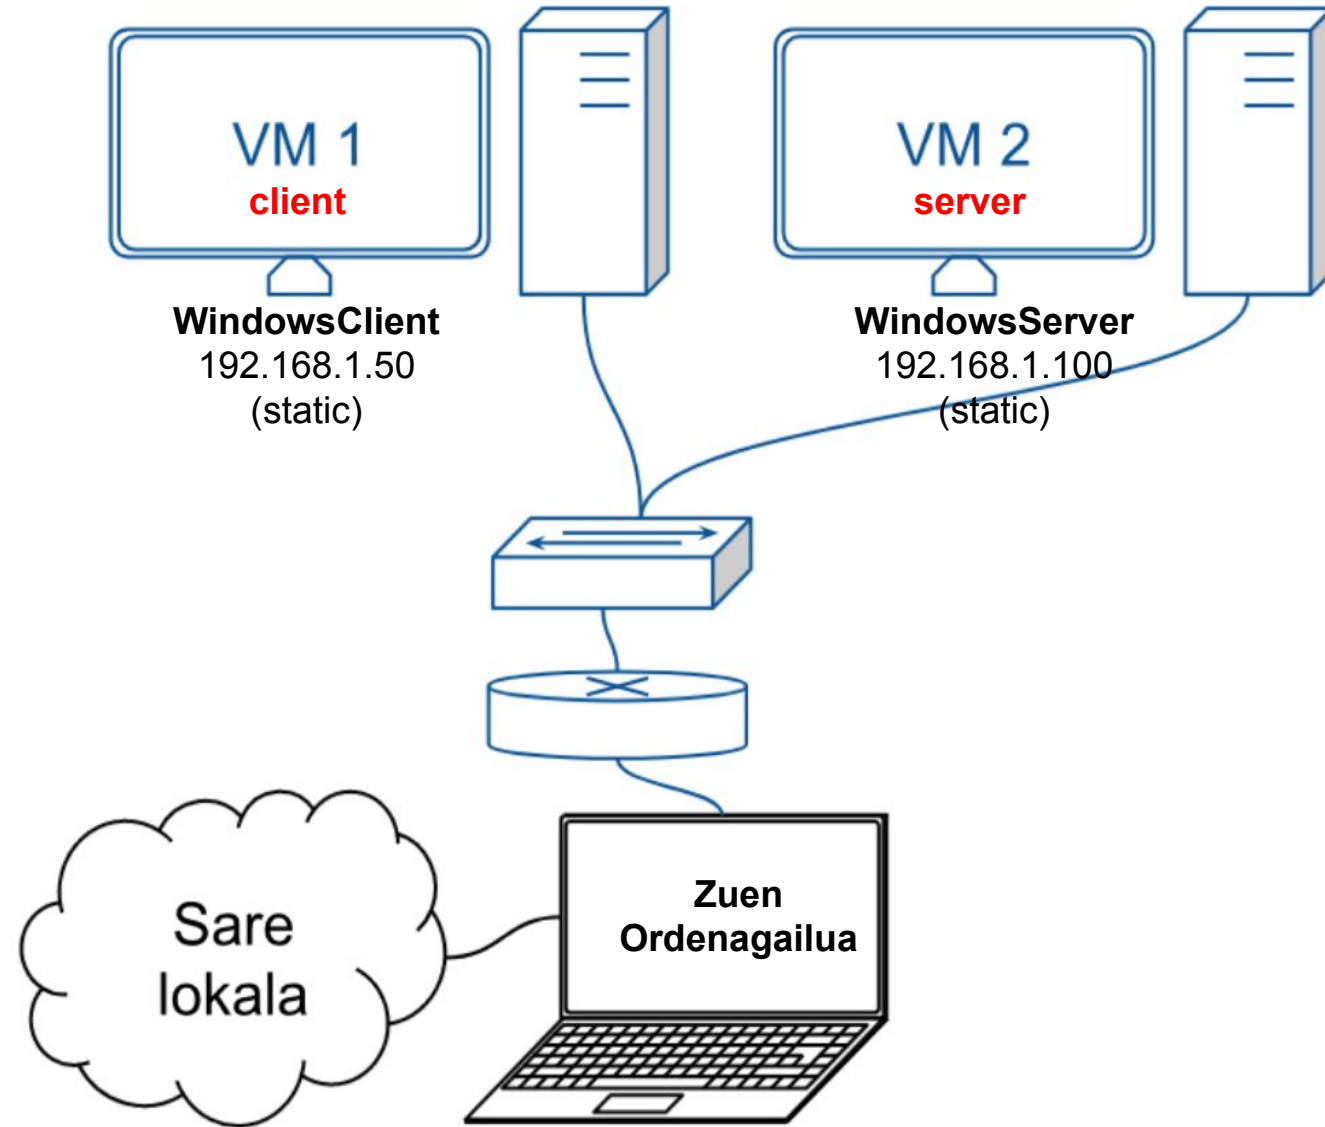 VM 1
client
WindowsClient
192.168.1.50
(static)
VM 2
server
WindowsServer
192.168.1.100
(static)
Sare
lokala
Zuen
Ordenagailua